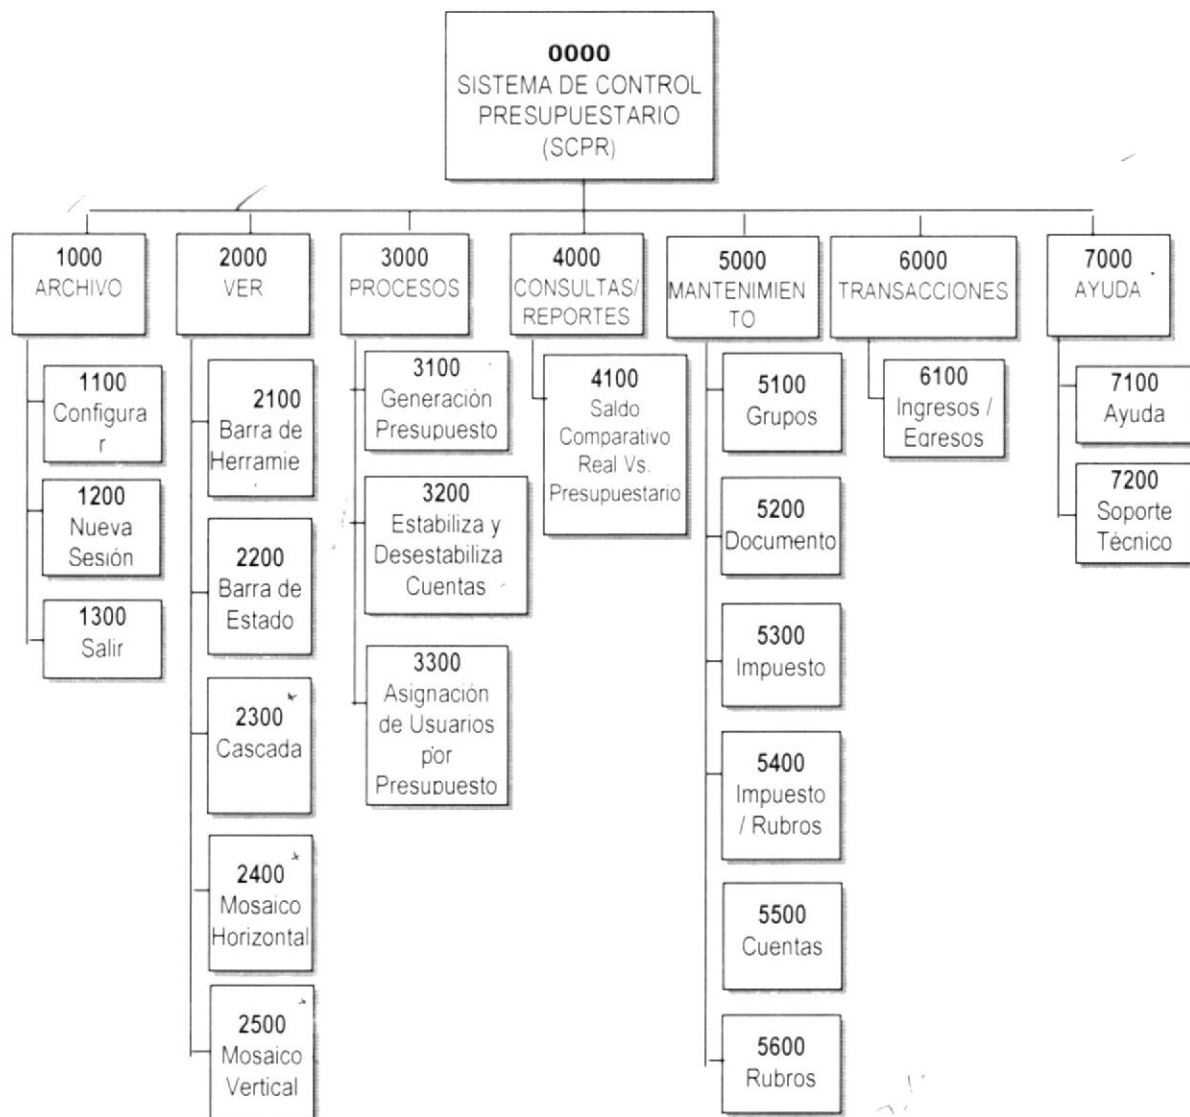 0000
SISTEMA DE CONTROL
PRESUPUESTARIO
(SCPR)
1000
ARCHIVO
2000
VER
3000
PROCESOS
4000
CONSULTAS/
REPORTES
5000
MANTENIMIEN
TO
6000
TRANSACCIONES
7000
AYUDA
1100
Configura
r
1200
Nueva
Sesión
1300
Salir
2100
Barra de
Herramie
2200
Barra de
Estado
2300
Cascada
2400
Mosaico
Horizontal
2500
Mosaico
Vertical
3100
Generación
Presupuesto
3200
Estabiliza y
Desestabiliza
Cuentas
3300
Asignación
de Usuarios
por
Presupuesto
4100
Saldo
Comparativo
Real Vs.
Presupuestario
5100
Grupos
5200
Documento
5300
Impuesto
5400
Impuesto
/ Rubros
5500
Cuentas
5600
Rubros
6100
Ingresos /
Egresos
7100
Ayuda
7200
Soporte
Técnico